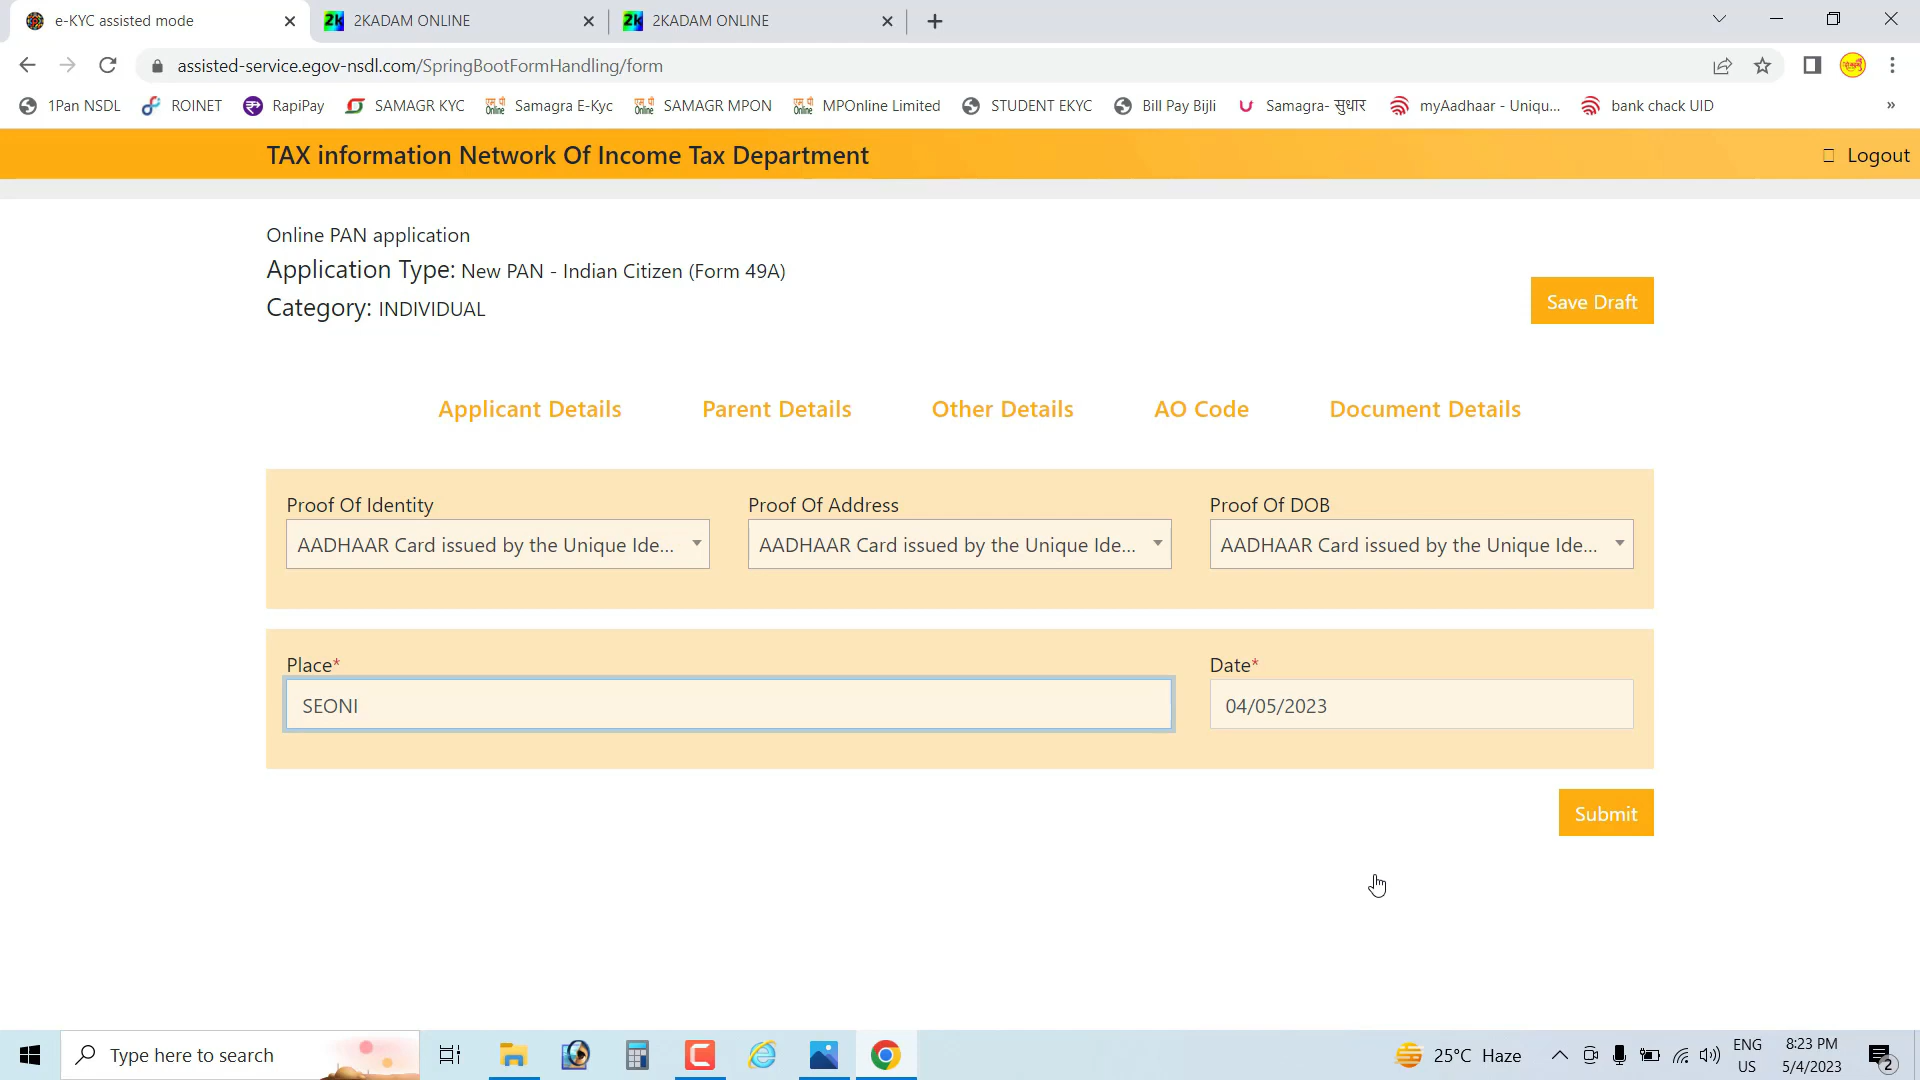 e-KYC assisted mode
2k 2KADAM ONLINE
2k 2KADAM ONLINE
assisted-service.egov-nsdl.com/SpringBootFormHandling/form
1Pan NSDL
ROINET
RapiPay
SAMAGR KYC
Samagra E-Kyc
SAMAGR MPON
MPOnline Limited
STUDENT EKYC
Bill Pay Bijli
Samagra- सुधार
myAadhaar - Uniqu...
bank chack UID
»
TAX information Network Of Income Tax Department
Logout
Online PAN application
Application Type: New PAN - Indian Citizen (Form 49A)
Category: INDIVIDUAL
Save Draft
Applicant Details
Parent Details
Other Details
AO Code
Document Details
Proof Of Identity
Proof Of Address
Proof Of DOB
AADHAAR Card issued by the Unique Ide...
AADHAAR Card issued by the Unique Ide...
AADHAAR Card issued by the Unique Ide...
Place*
Date*
SEONI
04/05/2023
Submit
Type here to search
25°C Haze
ENG
US
8:23 PM
5/4/2023
2